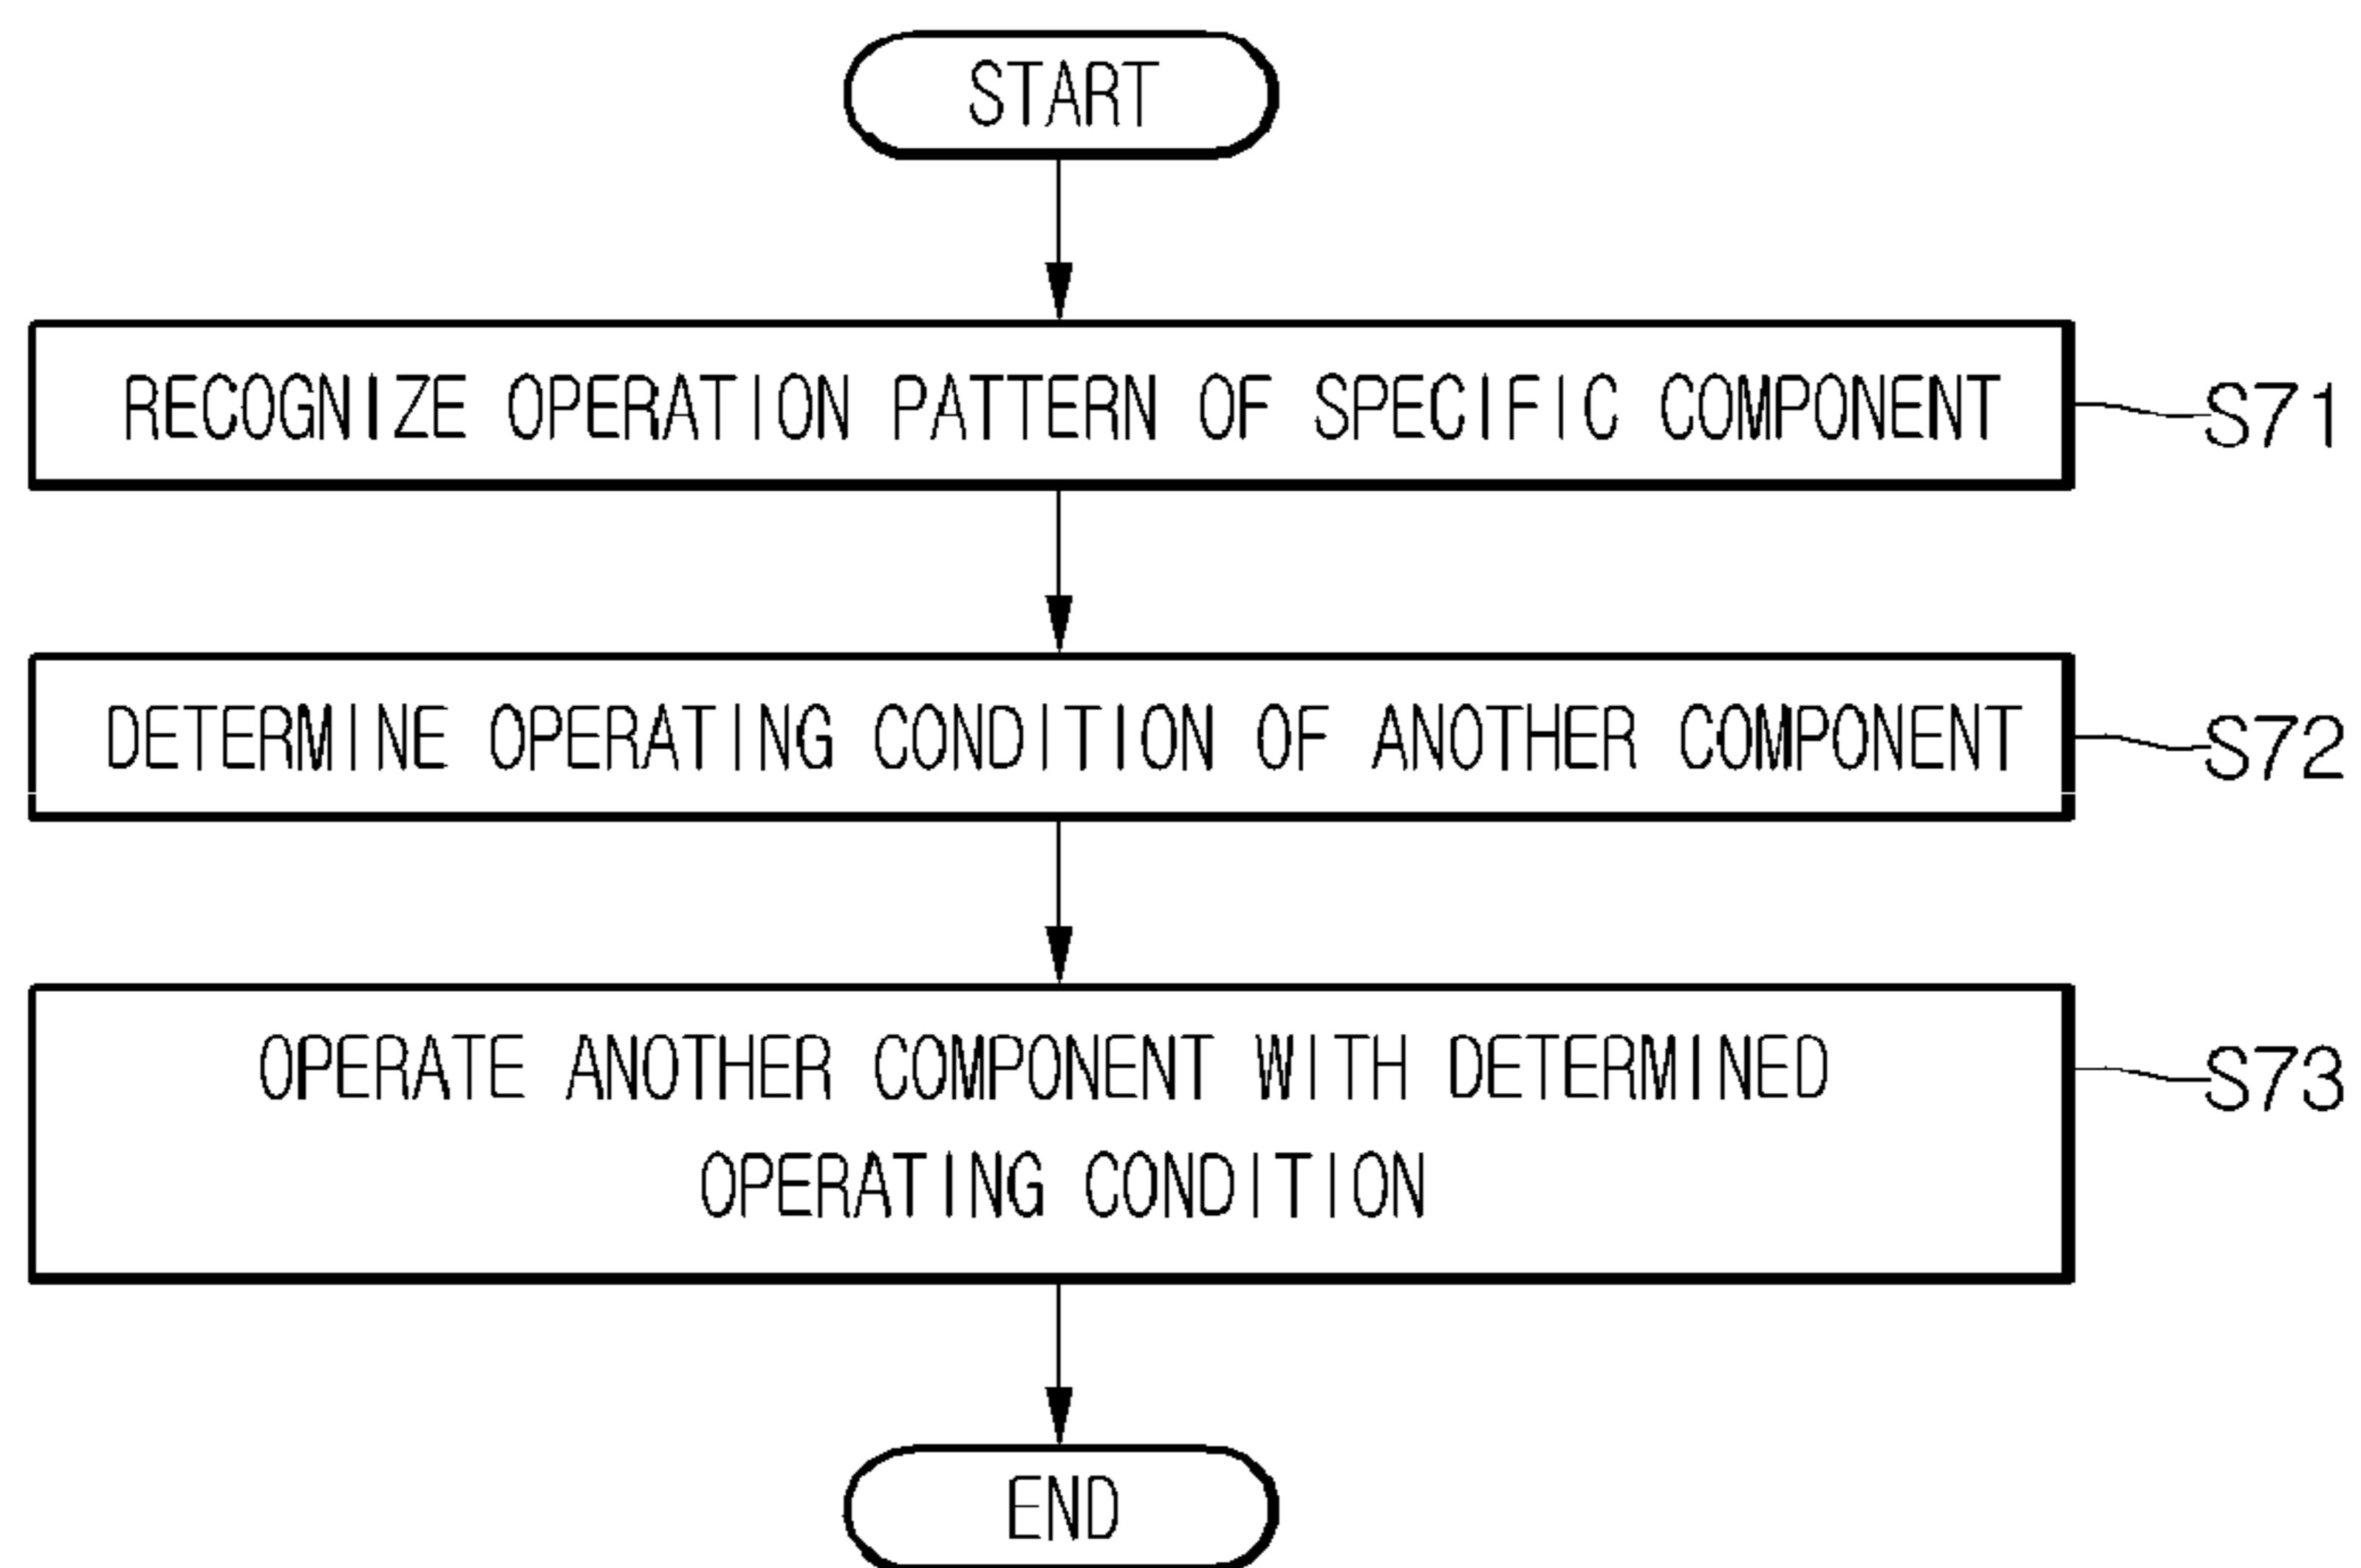 START
RECOGNIZE OPERATION PATTERN OF SPECIFIC COMPONENT
S71
DETERMINE OPERATING CONDITION OF ANOTHER COMPONENT
S72
OPERATE ANOTHER COMPONENT WITH DETERMINED
OPERATING CONDITION
S73
END